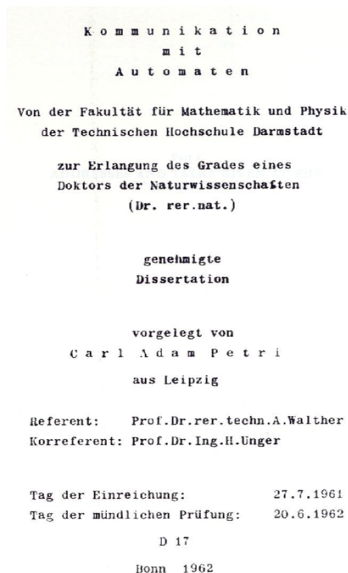 Kommunikation
mit
Automaten
Von der Fakultät für Mathematik und Physik
der Technischen Hochschule Darmstadt
zur Erlangung des Grades eines
Doktors der Naturwissenschaften
(Dr. rer.nat.)
genehmigte
Dissertation
vorgelegt von
Carl Adam Petri
aus Leipzig
Referent: Prof.Dr.rer.techn.A.Walther
Korreferent: Prof.Dr.Ing.H.Unger
Tag der Einreichung: 27.7.1961
Tag der mündlichen Prüfung: 20.6.1962
D 17
Bonn 1962